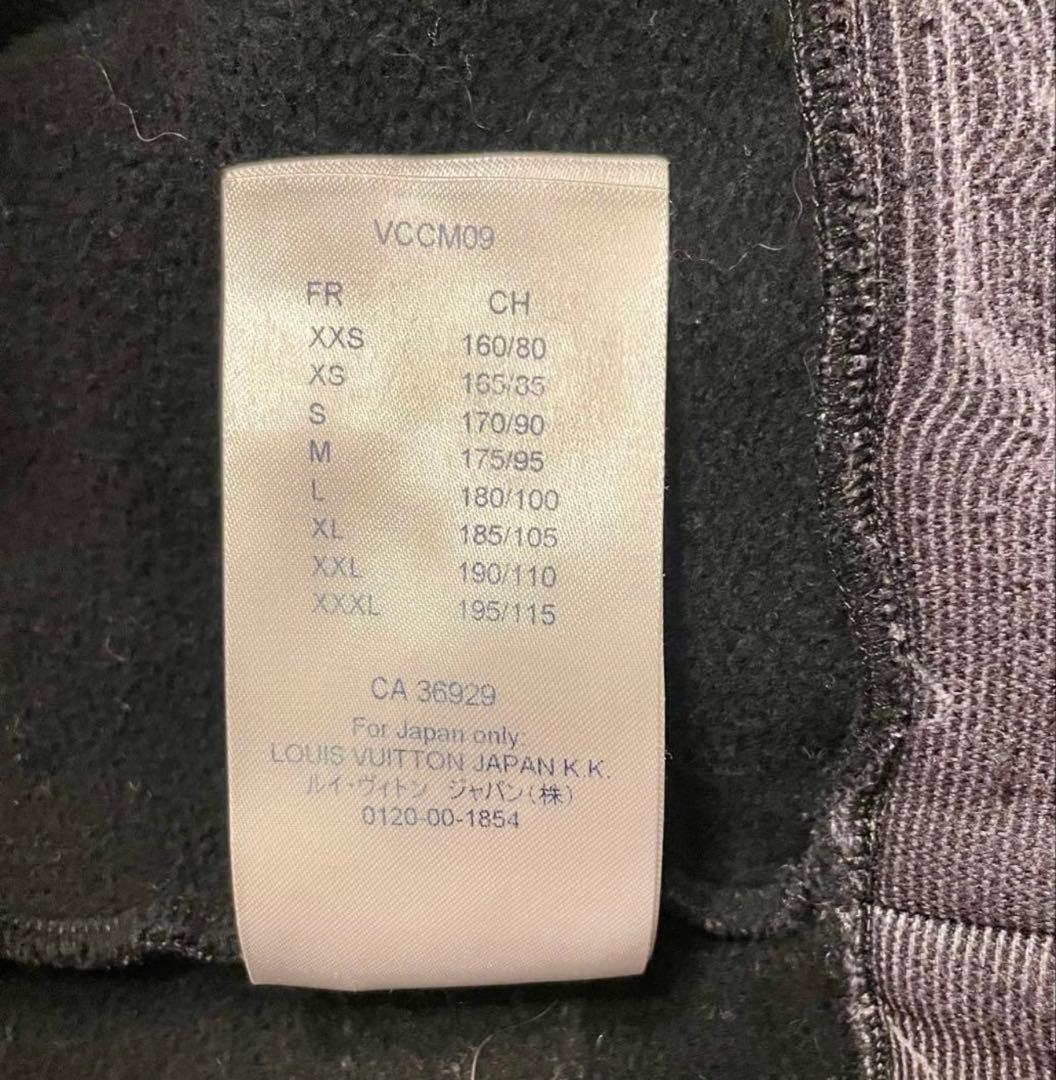 VCCM09
FR CH
XXS 160/80
XS 165/85
S 170/90
M 175/95
L 180/100
XL 185/105
XXL 190/110
XXXL 195/115
CA 36929
For Japan only:
LOUIS VUITTON JAPAN K.K.
ルイ・ヴィトン ジャパン(株)
0120-00-1854